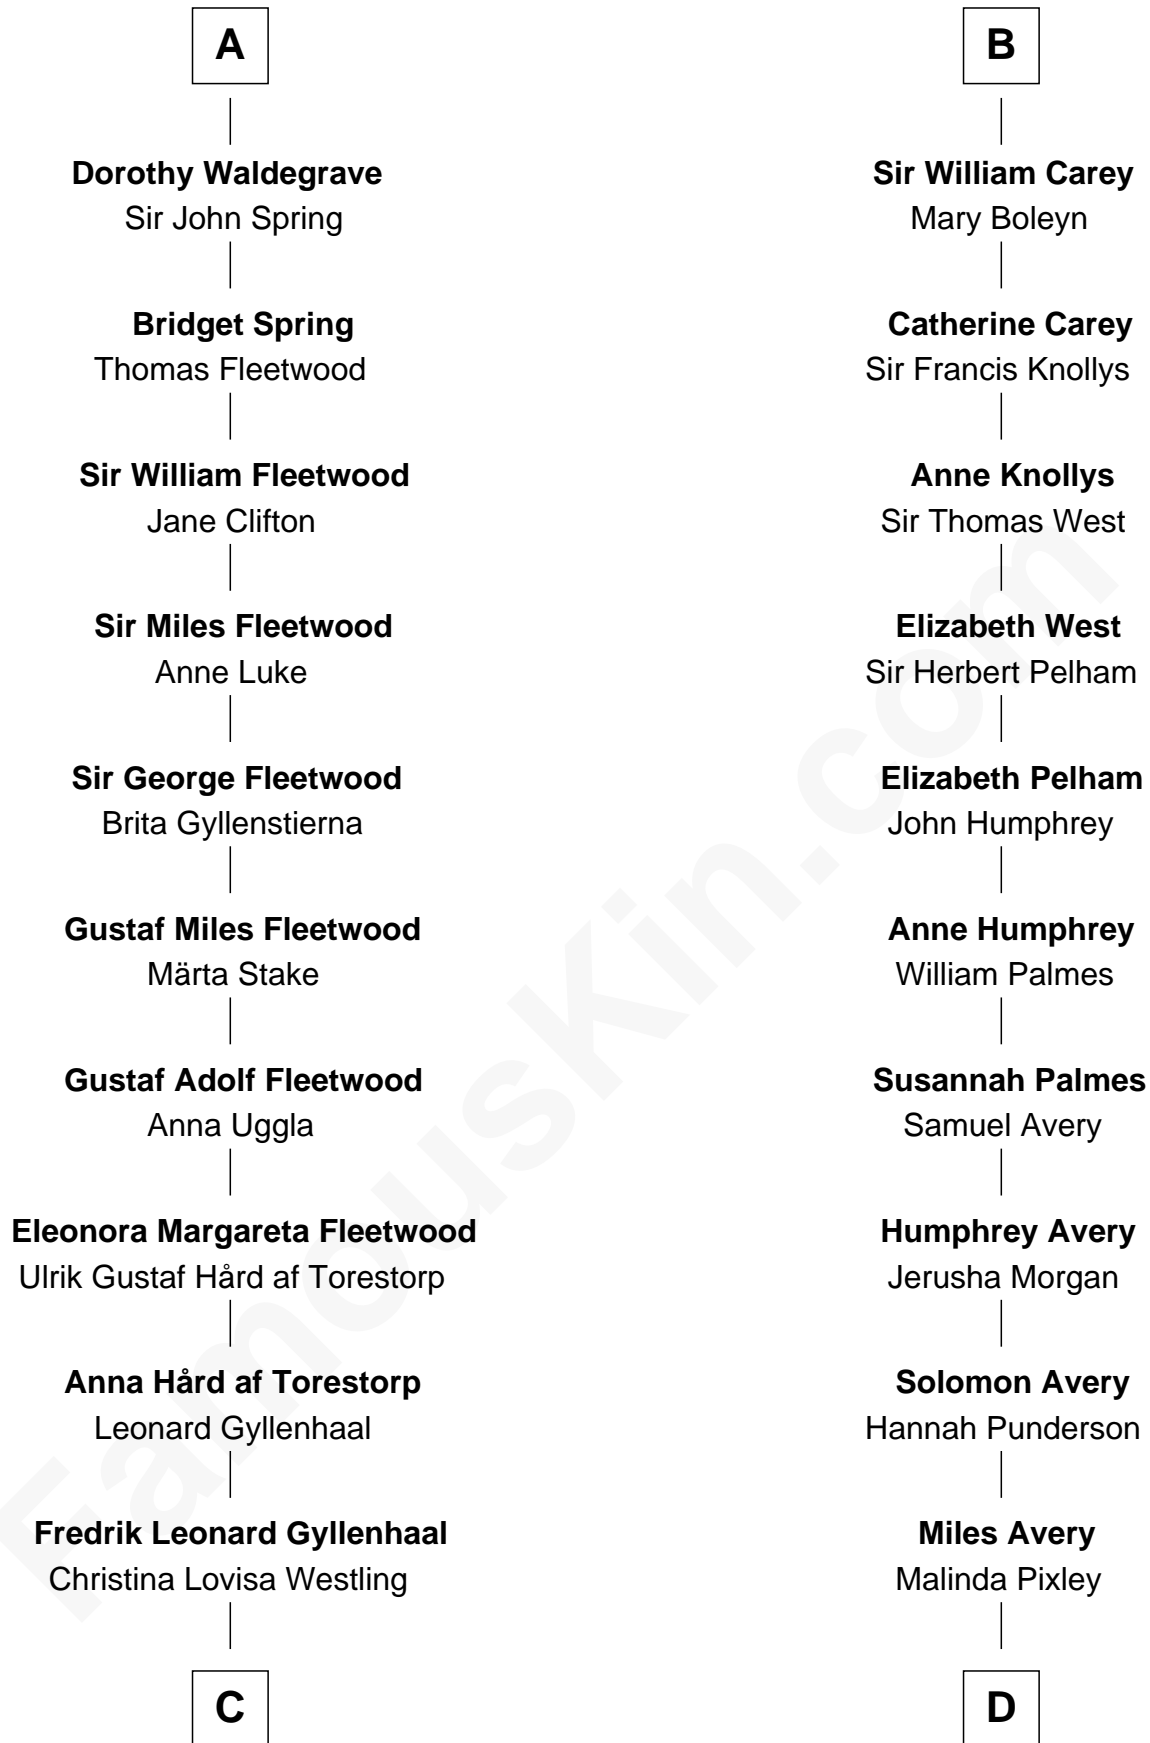 A
Dorothy Waldegrave
Sir John Spring
Bridget Spring
Thomas Fleetwood
Sir William Fleetwood
Jane Clifton
Sir Miles Fleetwood
Anne Luke
Sir George Fleetwood
Brita Gyllenstierna
Gustaf Miles Fleetwood
Märta Stake
Gustaf Adolf Fleetwood
Anna Uggla
Eleonora Margareta Fleetwood
Ulrik Gustaf Hård af Torestorp
Anna Hård af Torestorp
Leonard Gyllenhaal
Fredrik Leonard Gyllenhaal
Christina Lovisa Westling
C
B
Sir William Carey
Mary Boleyn
Catherine Carey
Sir Francis Knollys
Anne Knollys
Sir Thomas West
Elizabeth West
Sir Herbert Pelham
Elizabeth Pelham
John Humphrey
Anne Humphrey
William Palmes
Susannah Palmes
Samuel Avery
Humphrey Avery
Jerusha Morgan
Solomon Avery
Hannah Punderson
Miles Avery
Malinda Pixley
D
FamousKin.com